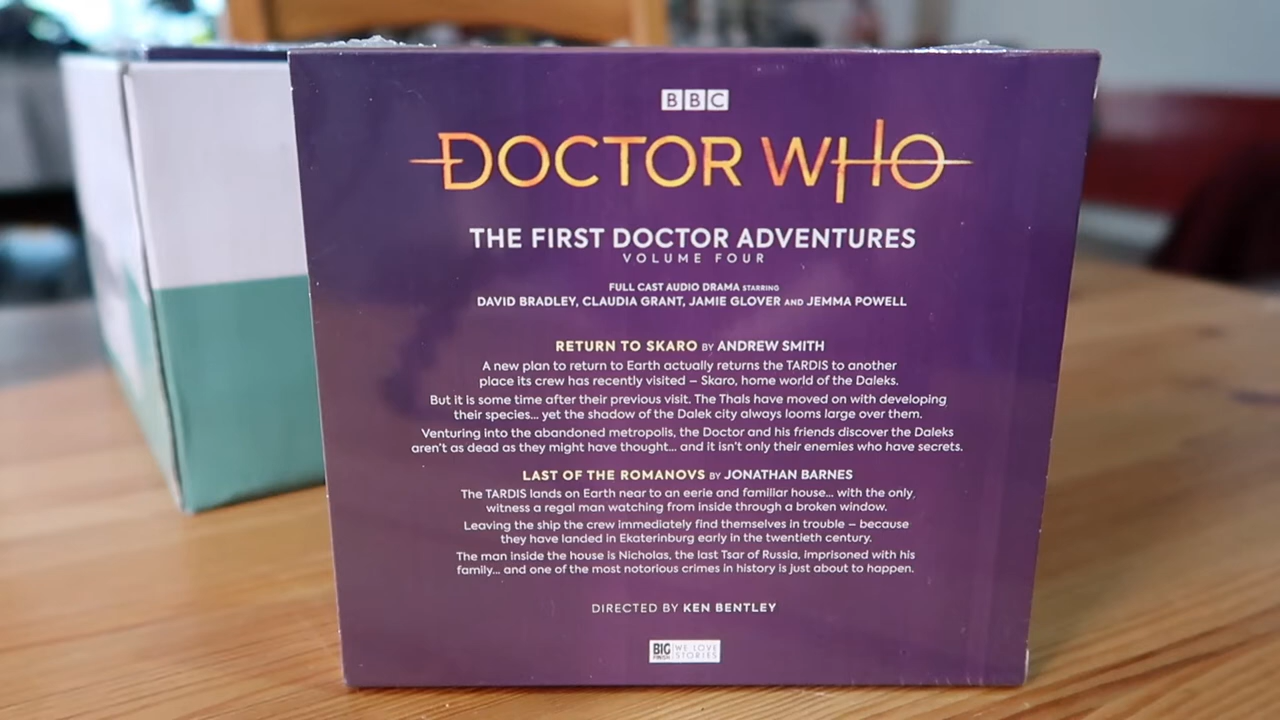 BBC
DOCTOR WHO
THE FIRST DOCTOR ADVENTURES
VOLUME FOUR
FULL CAST AUDIO DRAMA STARRING
DAVID BRADLEY, CLAUDIA GRANT, JAMIE GLOVER AND JEMMA POWELL
RETURN TO SKARO BY ANDREW SMITH
A new plan to return to Earth actually returns the TARDIS to another
place its crew has recently visited – Skaro, home world of the Daleks.
But it is some time after their previous visit. The Thals have moved on with developing
their species... yet the shadow of the Dalek city always looms large over them.
Venturing into the abandoned metropolis, the Doctor and his friends discover the Daleks
aren't as dead as they might have thought... and it isn't only their enemies who have secrets.
LAST OF THE ROMANOVS BY JONATHAN BARNES
The TARDIS lands on Earth near to an eerie and familiar house... with the only,
witness a regal man watching from inside through a broken window.
Leaving the ship the crew immediately find themselves in trouble – because
they have landed in Ekaterinburg early in the twentieth century.
The man inside the house is Nicholas, the last Tsar of Russia, imprisoned with his
family... and one of the most notorious crimes in history is just about to happen.
DIRECTED BY KEN BENTLEY
BIG FINISH WE LOVE STORIES